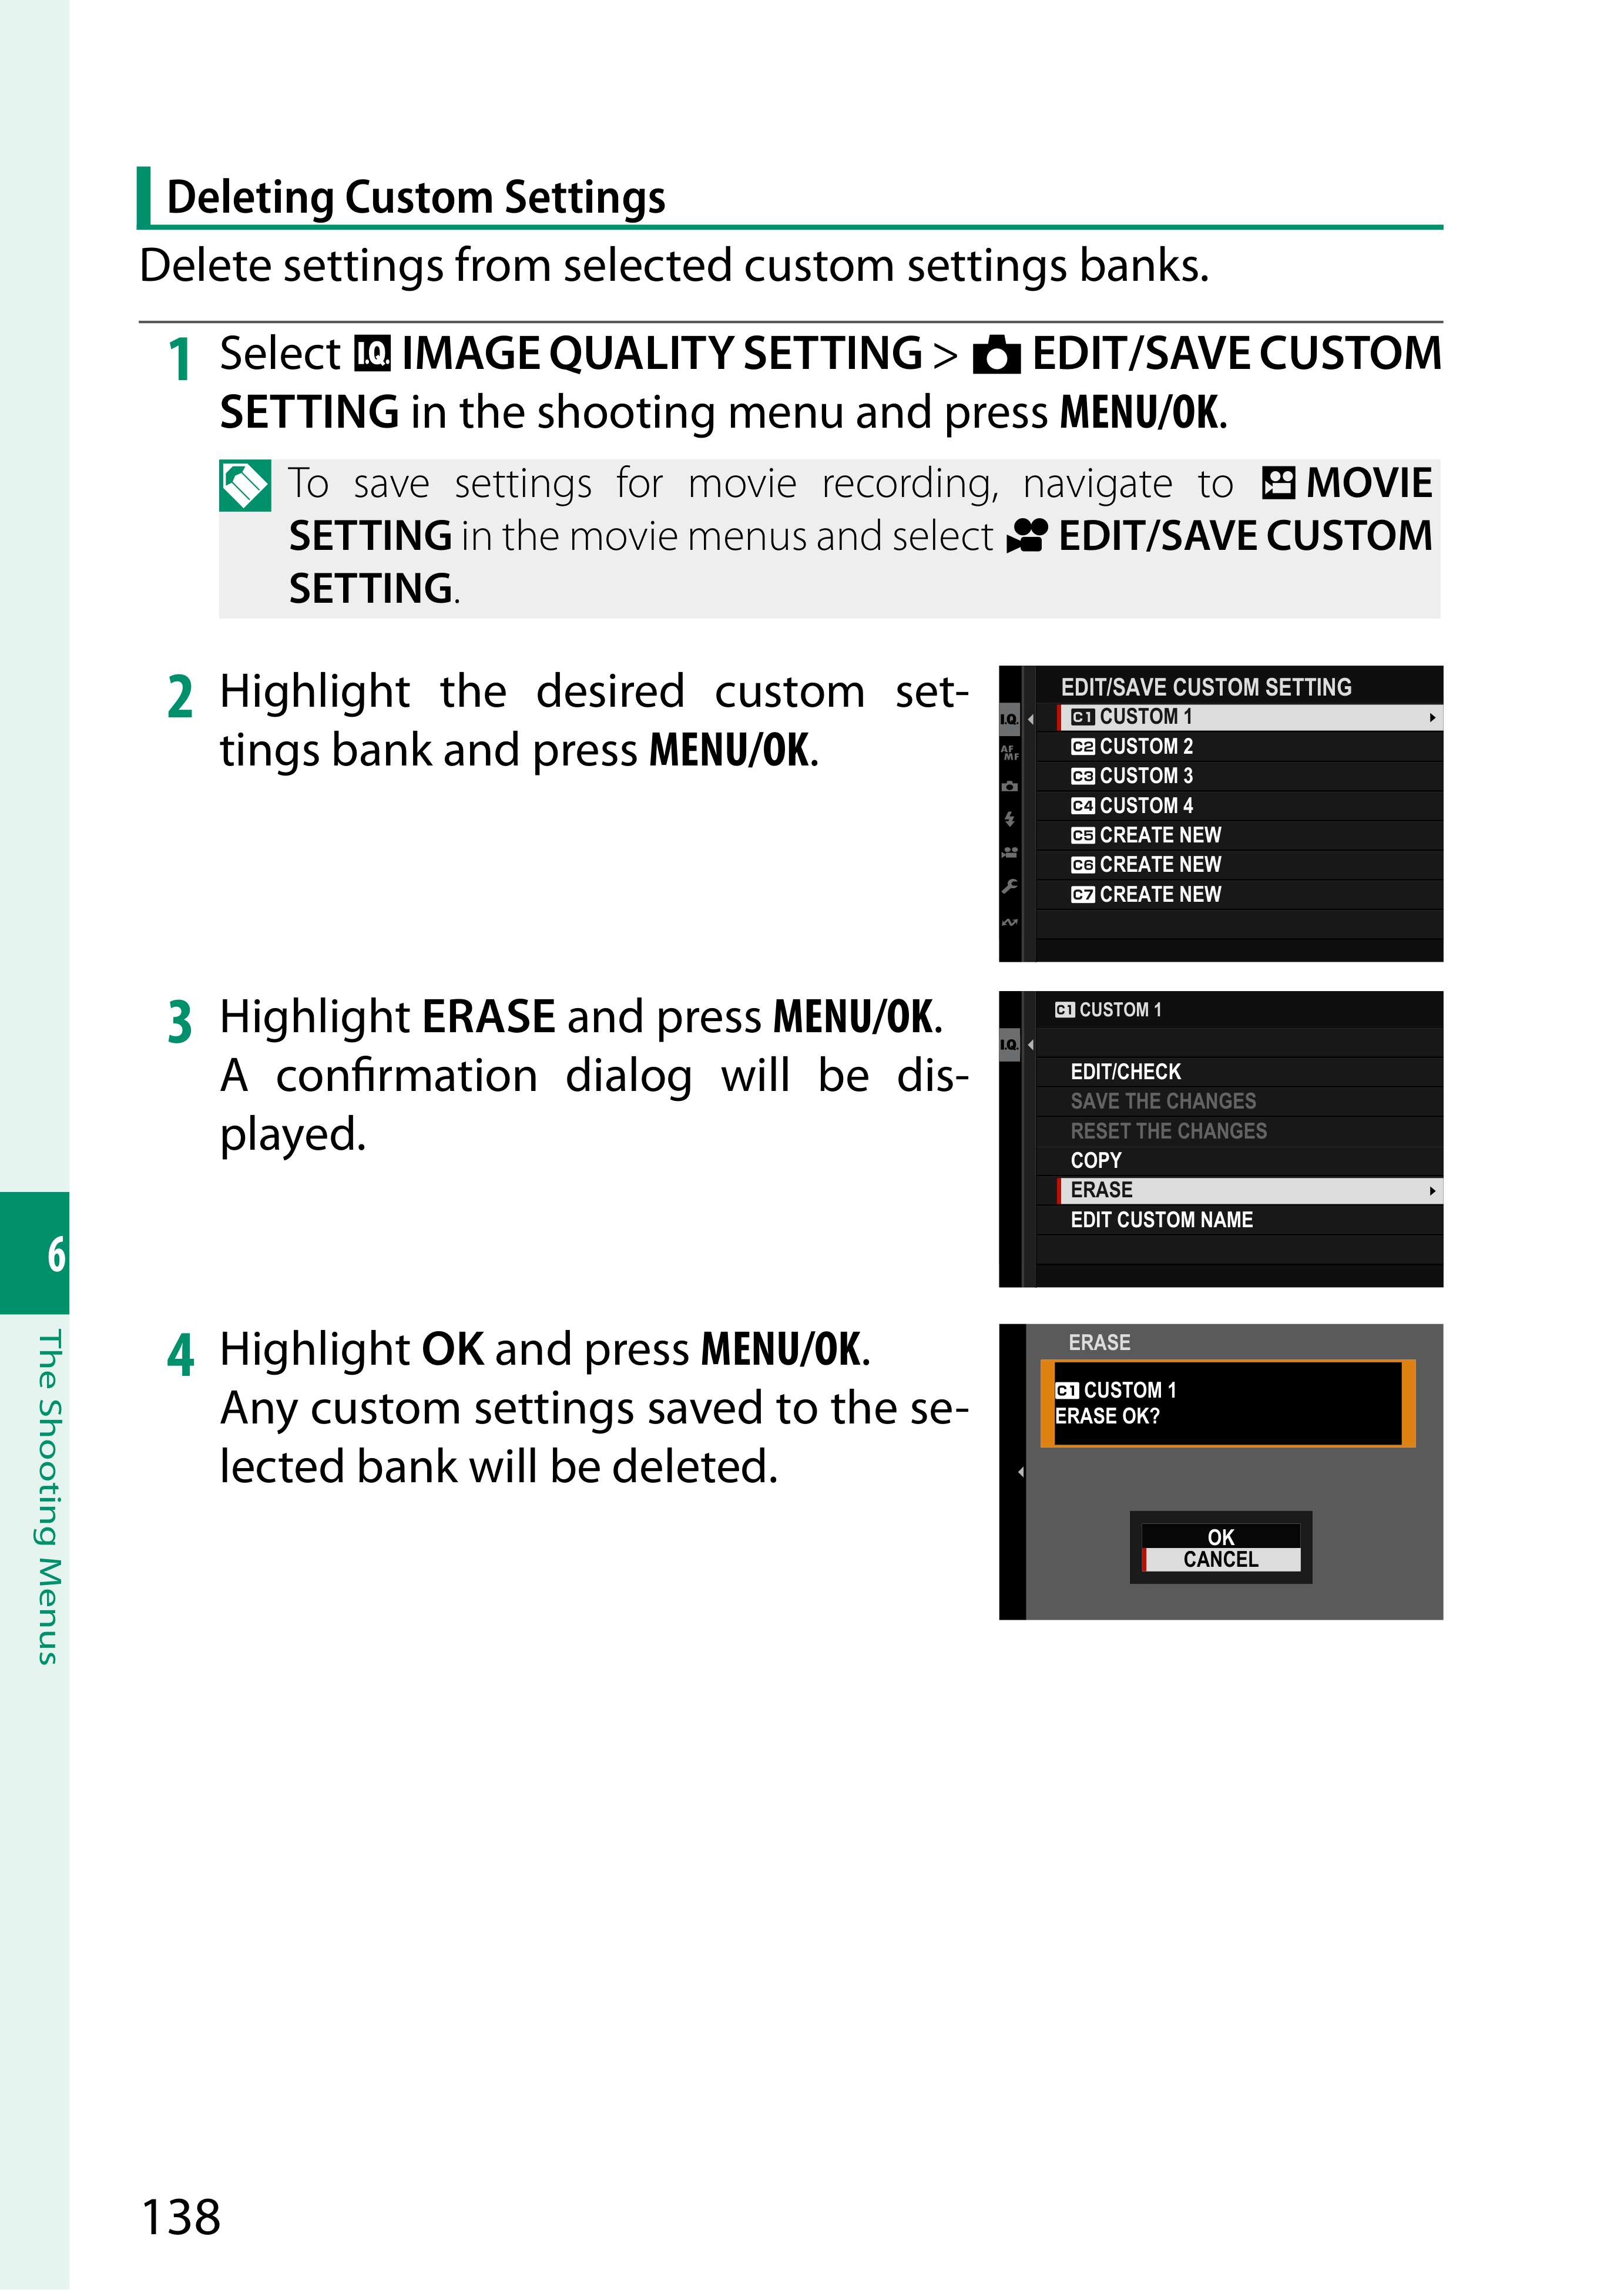 Deleting Custom Settings
Delete settings from selected custom settings banks.
1 Select I.Q. IMAGE QUALITY SETTING > EDIT/SAVE CUSTOM
SETTING in the shooting menu and press MENU/OK.
To save settings for movie recording, navigate to MOVIE
SETTING in the movie menus and select EDIT/SAVE CUSTOM
SETTING.
2 Highlight the desired custom set-
tings bank and press MENU/OK.
EDIT/SAVE CUSTOM SETTING
I.Q.
AF
MF
C1 CUSTOM 1
C2 CUSTOM 2
C3 CUSTOM 3
C4 CUSTOM 4
C5 CREATE NEW
C6 CREATE NEW
C7 CREATE NEW
3 Highlight ERASE and press MENU/OK.
A confirmation dialog will be dis-
played.
C1 CUSTOM 1
I.Q.
EDIT/CHECK
SAVE THE CHANGES
RESET THE CHANGES
COPY
ERASE
EDIT CUSTOM NAME
4 Highlight OK and press MENU/OK.
Any custom settings saved to the se-
lected bank will be deleted.
ERASE
C1 CUSTOM 1
ERASE OK?
OK
CANCEL
6
The Shooting Menus
138